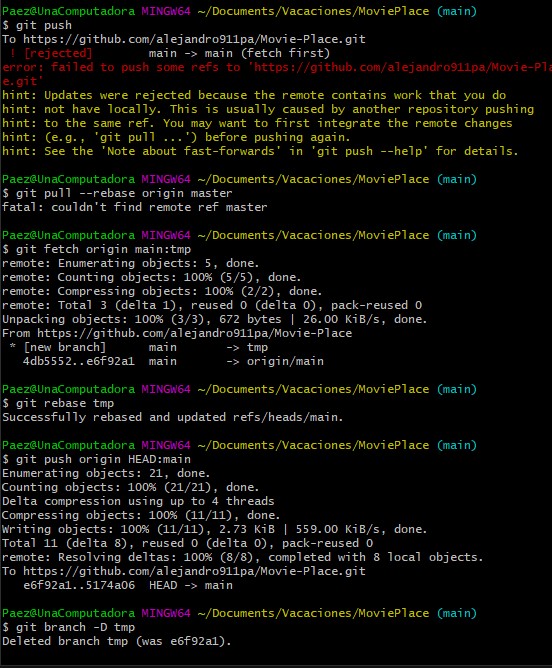 Paez@UnaComputadora MINGW64 ~/Documents/Vacaciones/MoviePlace (main)
$ git push
To https://github.com/alejandro911pa/Movie-Place.git
 ! [rejected]        main -> main (fetch first)
error: failed to push some refs to 'https://github.com/alejandro911pa/Movie-Pla
e.git'
hint: Updates were rejected because the remote contains work that you do
hint: not have locally. This is usually caused by another repository pushing
hint: to the same ref. You may want to first integrate the remote changes
hint: (e.g., 'git pull ...') before pushing again.
hint: See the 'Note about fast-forwards' in 'git push --help' for details.
Paez@UnaComputadora MINGW64 ~/Documents/Vacaciones/MoviePlace (main)
$ git pull --rebase origin master
fatal: couldn't find remote ref master
Paez@UnaComputadora MINGW64 ~/Documents/Vacaciones/MoviePlace (main)
$ git fetch origin main:tmp
remote: Enumerating objects: 5, done.
remote: Counting objects: 100% (5/5), done.
remote: Compressing objects: 100% (2/2), done.
remote: Total 3 (delta 1), reused 0 (delta 0), pack-reused 0
Unpacking objects: 100% (3/3), 672 bytes | 26.00 KiB/s, done.
From https://github.com/alejandro911pa/Movie-Place
 * [new branch]      main       -> tmp
   4db5552..e6f92a1  main       -> origin/main
Paez@UnaComputadora MINGW64 ~/Documents/Vacaciones/MoviePlace (main)
$ git rebase tmp
Successfully rebased and updated refs/heads/main.
Paez@UnaComputadora MINGW64 ~/Documents/Vacaciones/MoviePlace (main)
$ git push origin HEAD:main
Enumerating objects: 21, done.
Counting objects: 100% (21/21), done.
Delta compression using up to 4 threads
Compressing objects: 100% (11/11), done.
Writing objects: 100% (11/11), 2.73 KiB | 559.00 KiB/s, done.
Total 11 (delta 8), reused 0 (delta 0), pack-reused 0
remote: Resolving deltas: 100% (8/8), completed with 8 local objects.
To https://github.com/alejandro911pa/Movie-Place.git
   e6f92a1..5174a06  HEAD -> main
Paez@UnaComputadora MINGW64 ~/Documents/Vacaciones/MoviePlace (main)
$ git branch -D tmp
Deleted branch tmp (was e6f92a1).